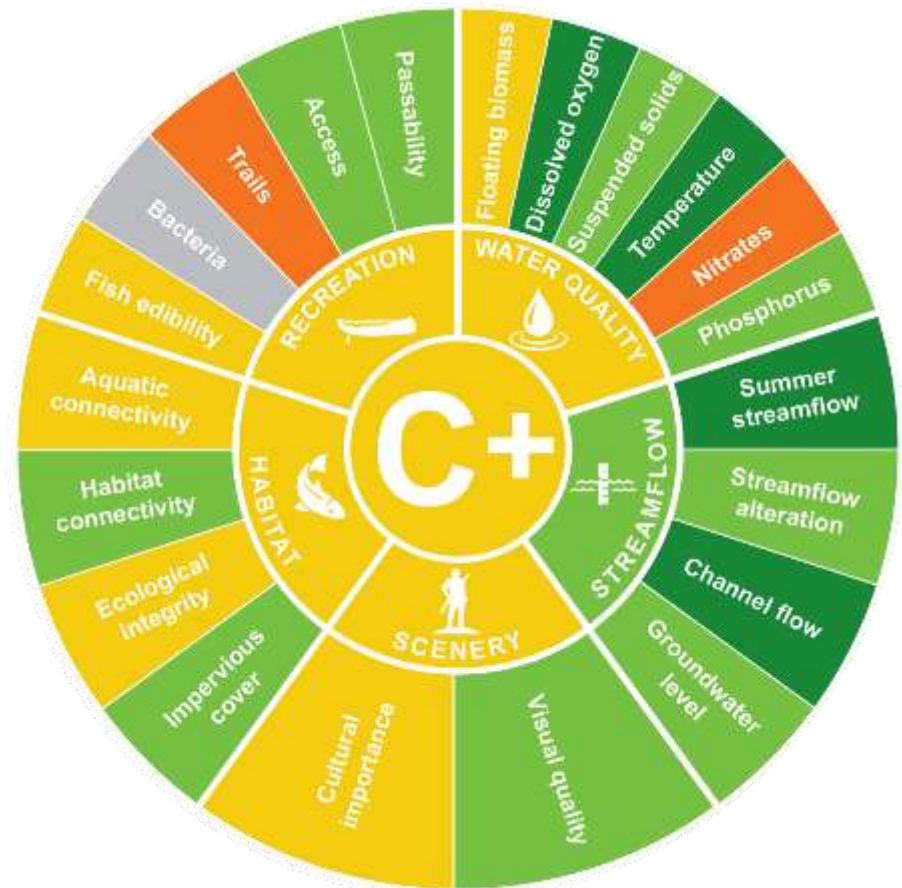 C+
WATER QUALITY
Floating biomass
Dissolved oxygen
Suspended solids
Temperature
Nitrates
Phosphorus
STREAMFLOW
Summer
streamflow
Streamflow
alteration
Channel flow
Groundwater
level
SCENERY
Visual quality
Cultural
importance
HABITAT
Impervious
cover
Ecological
integrity
Habitat
connectivity
Aquatic
connectivity
RECREATION
Fish edibility
Bacteria
Trails
Access
Passability